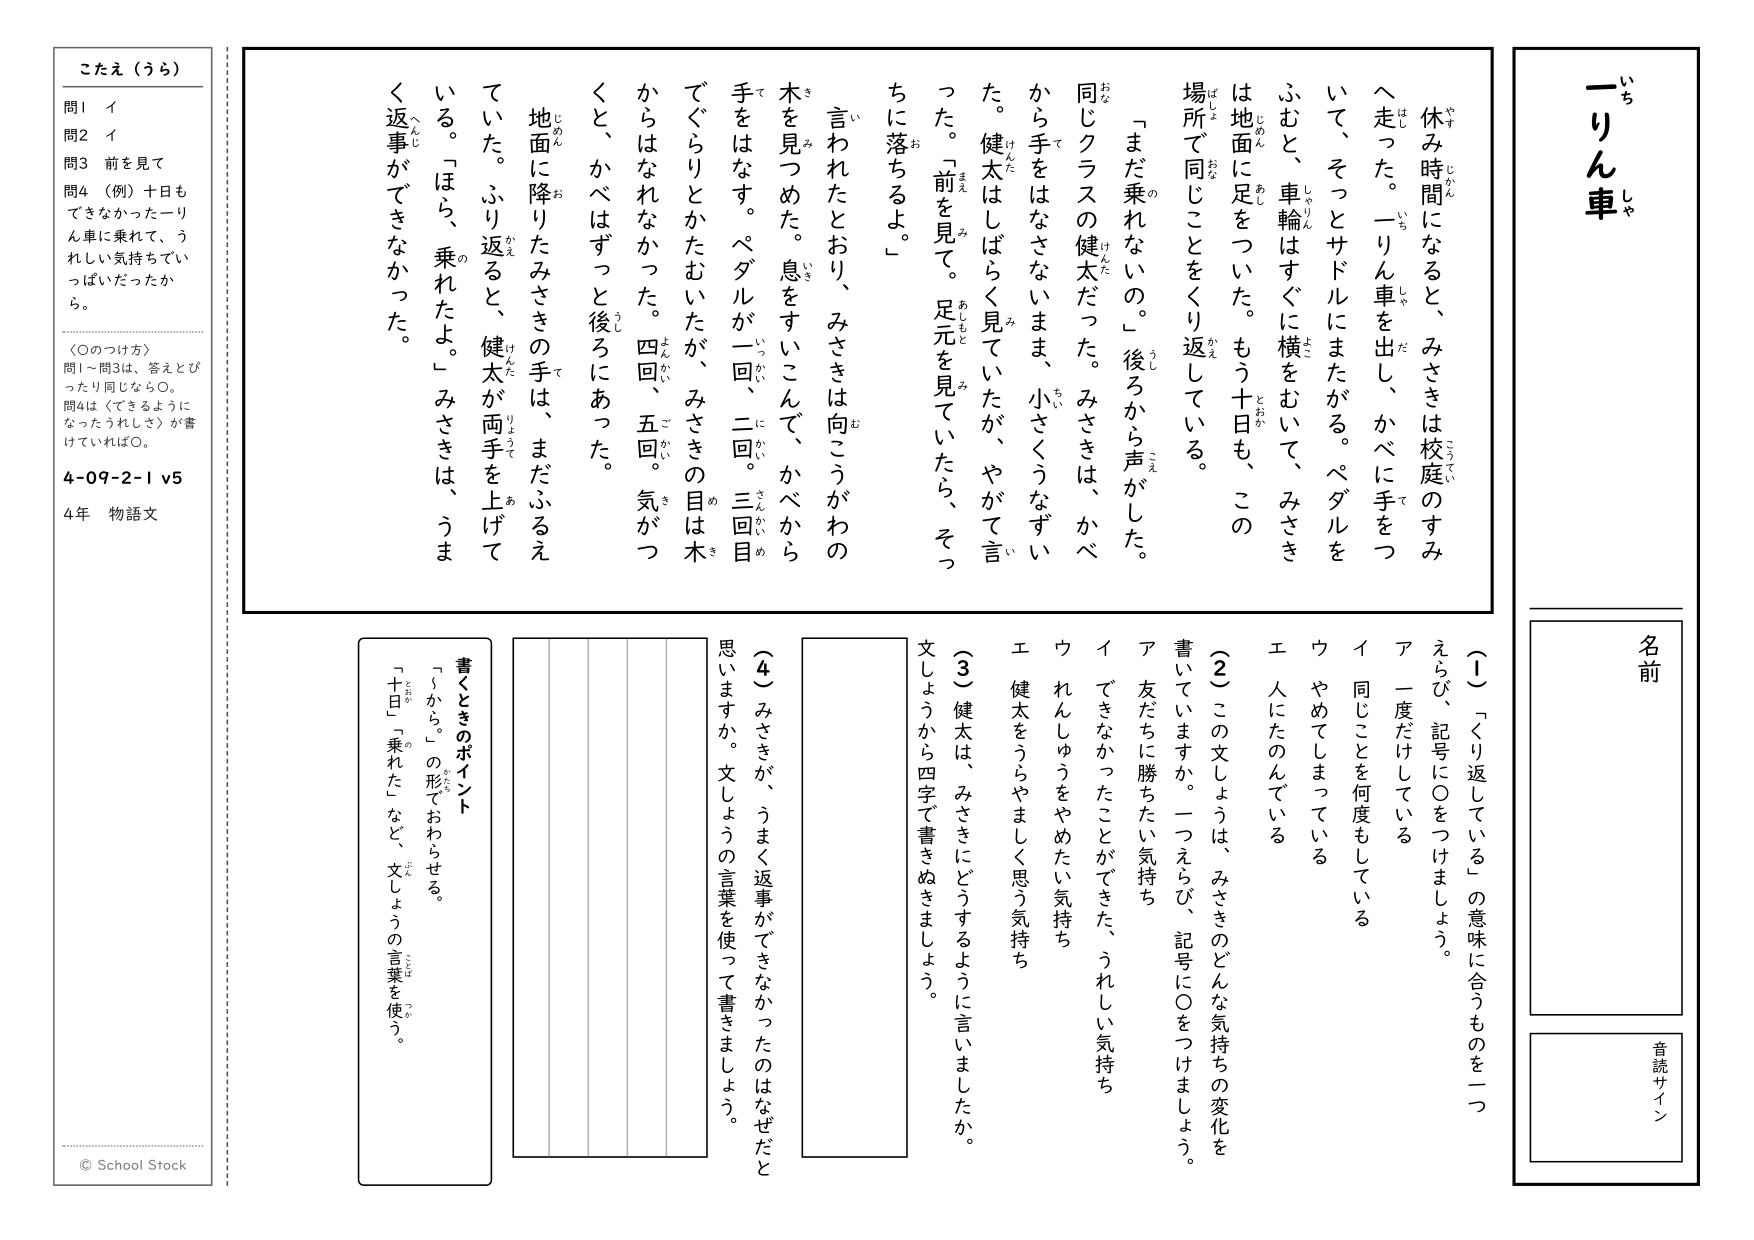 一りん車
いち しゃ
名前
音読サイン
休み時間になると、みさきは校庭のすみ
へ走った。一りん車を出し、かべに手をつ
いて、そっとサドルにまたがる。ペダルを
ふむと、車輪はすぐに横をむいて、みさき
は地面に足をついた。もう十日も、この
場所で同じことをくり返している。
「まだ乗れないの。」後ろから声がした。
同じクラスの健太だった。みさきは、かべ
から手をはなさないまま、小さくうなずい
た。健太はしばらく見ていたが、やがて言
った。「前を見て。足元を見ていたら、そっ
ちに落ちるよ。」
言われたとおり、みさきは向こうがわの
木を見つめた。息をすいこんで、かべから
手をはなす。ペダルが一回、二回。三回目
でぐらりとかたむいたが、みさきの目は木
からはなれなかった。四回、五回。気がつ
くと、かべはずっと後ろにあった。
地面に降りたみさきの手は、まだふるえ
ていた。ふり返ると、健太が両手を上げて
いる。「ほら、乗れたよ。」みさきは、うま
く返事ができなかった。
(1)「くり返している」の意味に合うものを一つ
えらび、記号に〇をつけましょう。
ア 一度だけしている
イ 同じことを何度もしている
ウ やめてしまっている
エ 人にたのんでいる
(2)この文しょうは、みさきのどんな気持ちの変化を
書いていますか。一つえらび、記号に〇をつけましょう。
ア 友だちに勝ちたい気持ち
イ できなかったことができた、うれしい気持ち
ウ れんしゅうをやめたい気持ち
エ 健太をうらやましく思う気持ち
(3)健太は、みさきにどうするように言いましたか。
文しょうから四字で書きぬきましょう。
(4)みさきが、うまく返事ができなかったのはなぜだと
思いますか。文しょうの言葉を使って書きましょう。
書くときのポイント
「〜から。」の形でおわらせる。
「十日」「乗れた」など、文しょうの言葉を使う。
こたえ（うら）
問1 イ
問2 イ
問3 前を見て
問4 （例）十日も
できなかった一り
ん車に乗れて、う
れしい気持ちでい
っぱいだったか
ら。
〈〇のつけ方〉
問1～問3は、答えとぴ
ったり同じなら〇。
問4は〈できるように
なったうれしさ〉が書
けていれば〇。
4-09-2-1 v5
4年 物語文
© School Stock